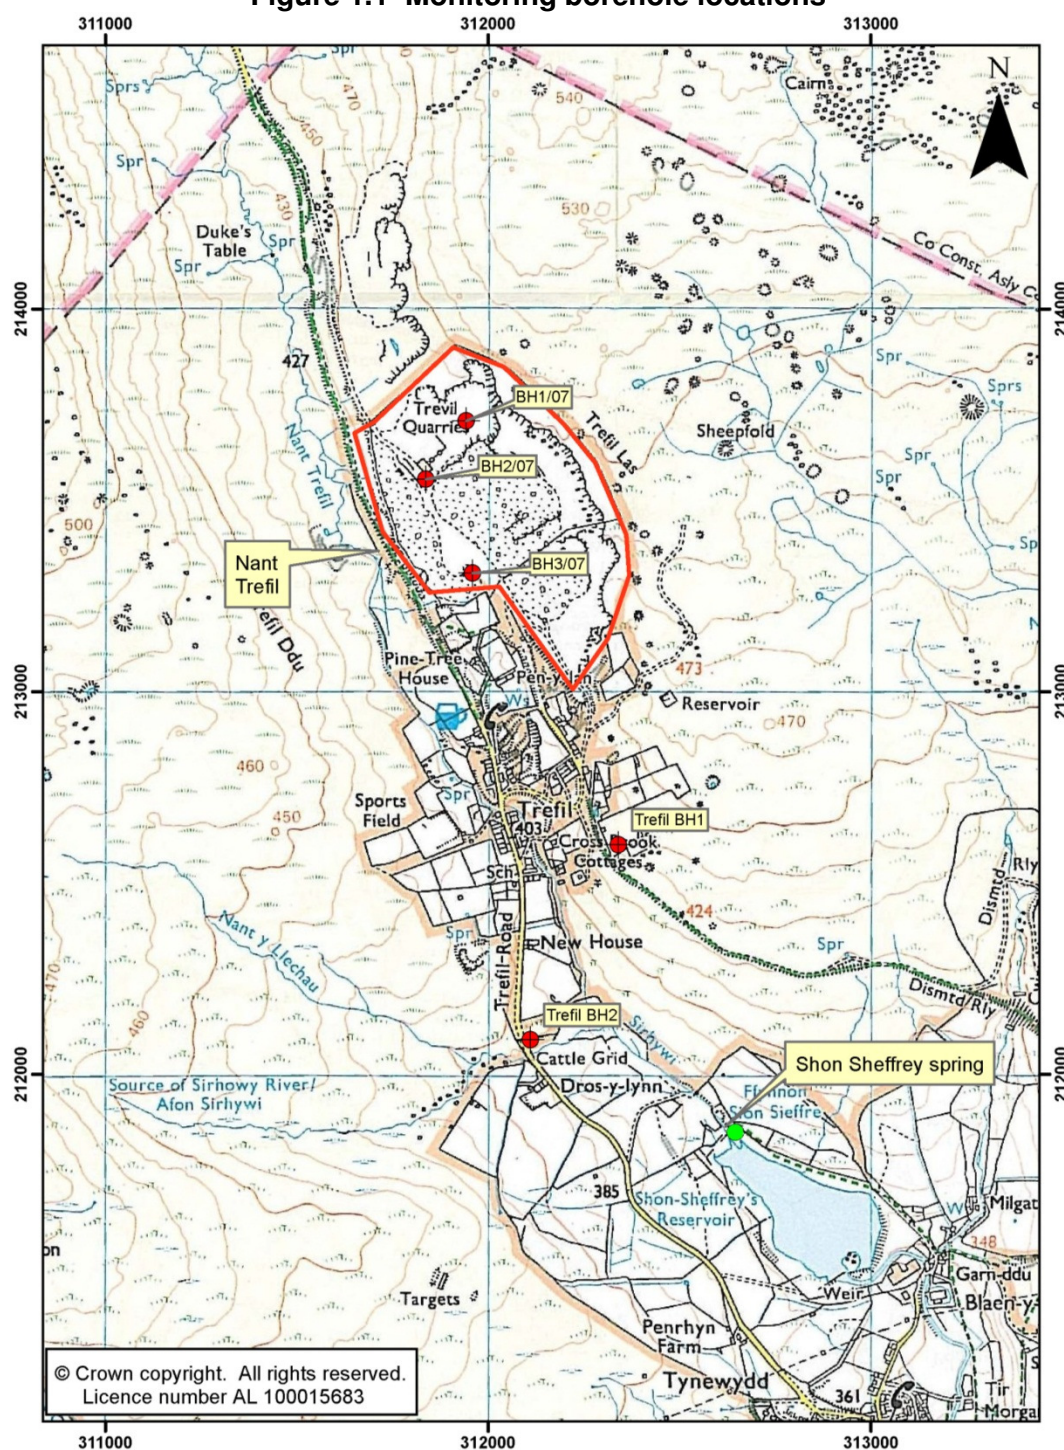 Figure 1.1 Monitoring borehole locations
311000
312000
313000
N
Spr
Sprs
470
540
Cairn
450
Spr
530
430
Duke's
Table
Spr
Spr
Co Const, Asly Co
214000
214000
427
Spr
BH1/07
Trevil
Quarries
Trefil Las
Sprs
Nant Trefil
Sheepfold
BH2/07
Spr
Spr
500
Sp
Nant
Trefil
BH3/07
Trefil Ddu
Pine-Tree
House
Pen-y-lan
473
213000
213000
Reservoir
Ws
470
460
Spr
Sports
Field
450
Trefil
403
Trefil BH1
Cross Brook
Cottages
Sch
Rly
Dismtd
424
Nant y Llechau
Spr
New House
Spr
Trefil-Road
470
Dismtd Rly
460
Trefil BH2
Sirhywi
Cattle Grid
Shon Sheffrey spring
212000
212000
Source of Sirhowy River/
Afon Sirhywi
Dros-y-lynn
Ffynnon
Sion Sieffre
385
Shon-Sheffrey's
Reservoir
W
Milgat
348
on
Garn-ddu
Targets
Weir
Blaen-y-
Penrhyn
Farm
Tynewydd
Tir
Morga
361
© Crown copyright. All rights reserved.
Licence number AL 100015683
311000
312000
313000